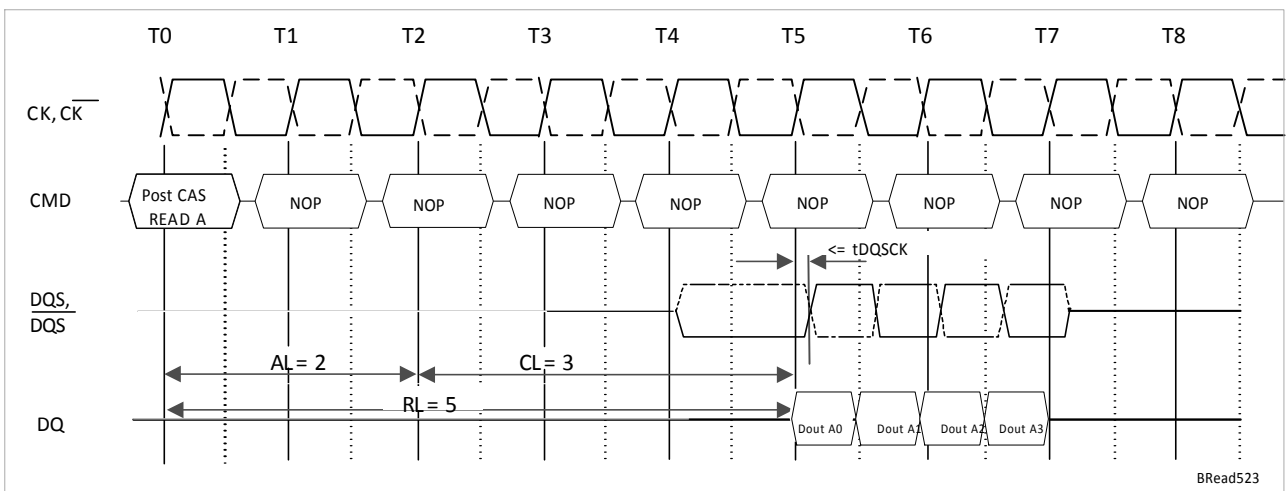 T0 T1 T2 T3 T4 T5 T6 T7 T8
CK, CK
CMD
Post CAS
READ A
NOP NOP NOP NOP NOP NOP NOP NOP
<= tDQSCK
DQS,
DQS
AL = 2 CL = 3
RL = 5
DQ
Dout A0 Dout A1 Dout A2 Dout A3
BRead523